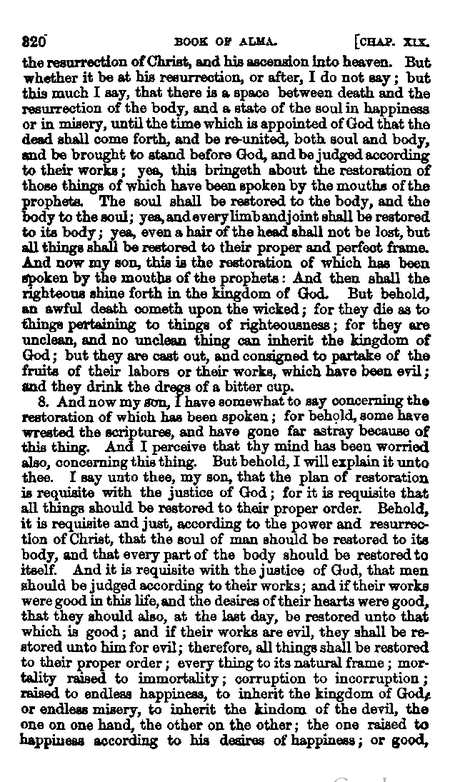 320 BOOK OF ALMA. [CHAP. XIX.
the resurrection of Christ, and his ascension into heaven. But
whether it be at his resurrection, or after, I do not say; but
this much I say, that there is a space between death and the
resurrection of the body, and a state of the soul in happiness
or in misery, until the time which is appointed of God that the
dead shall come forth, and be re-united, both soul and body,
and be brought to stand before God, and be judged according
to their works; yea, this bringeth about the restoration of
those things of which have been spoken by the mouths of the
prophets. The soul shall be restored to the body, and the
body to the soul; yea, and every limb and joint shall be restored
to its body; yea, even a hair of the head shall not be lost, but
all things shall be restored to their proper and perfect frame.
And now my son, this is the restoration of which has been
spoken by the mouths of the prophets: And then shall the
righteous shine forth in the kingdom of God. But behold,
an awful death cometh upon the wicked; for they die as to
things pertaining to things of righteousness; for they are
unclean, and no unclean thing can inherit the kingdom of
God; but they are cast out, and consigned to partake of the
fruits of their labors or their works, which have been evil;
and they drink the dregs of a bitter cup.
8. And now my son, I have somewhat to say concerning the
restoration of which has been spoken; for behold, some have
wrested the scriptures, and have gone far astray because of
this thing. And I perceive that thy mind has been worried
also, concerning this thing. But behold, I will explain it unto
thee. I say unto thee, my son, that the plan of restoration
is requisite with the justice of God; for it is requisite that
all things should be restored to their proper order. Behold,
it is requisite and just, according to the power and resurrec-
tion of Christ, that the soul of man should be restored to its
body, and that every part of the body should be restored to
itself. And it is requisite with the justice of God, that men
should be judged according to their works; and if their works
were good in this life, and the desires of their hearts were good,
that they should also, at the last day, be restored unto that
which is good; and if their works are evil, they shall be re-
stored unto him for evil; therefore, all things shall be restored
to their proper order; every thing to its natural frame; mor-
tality raised to immortality; corruption to incorruption;
raised to endless happiness, to inherit the kingdom of God,
or endless misery, to inherit the kindom of the devil, the
one on one hand, the other on the other; the one raised to
happiness according to his desires of happiness; or good,